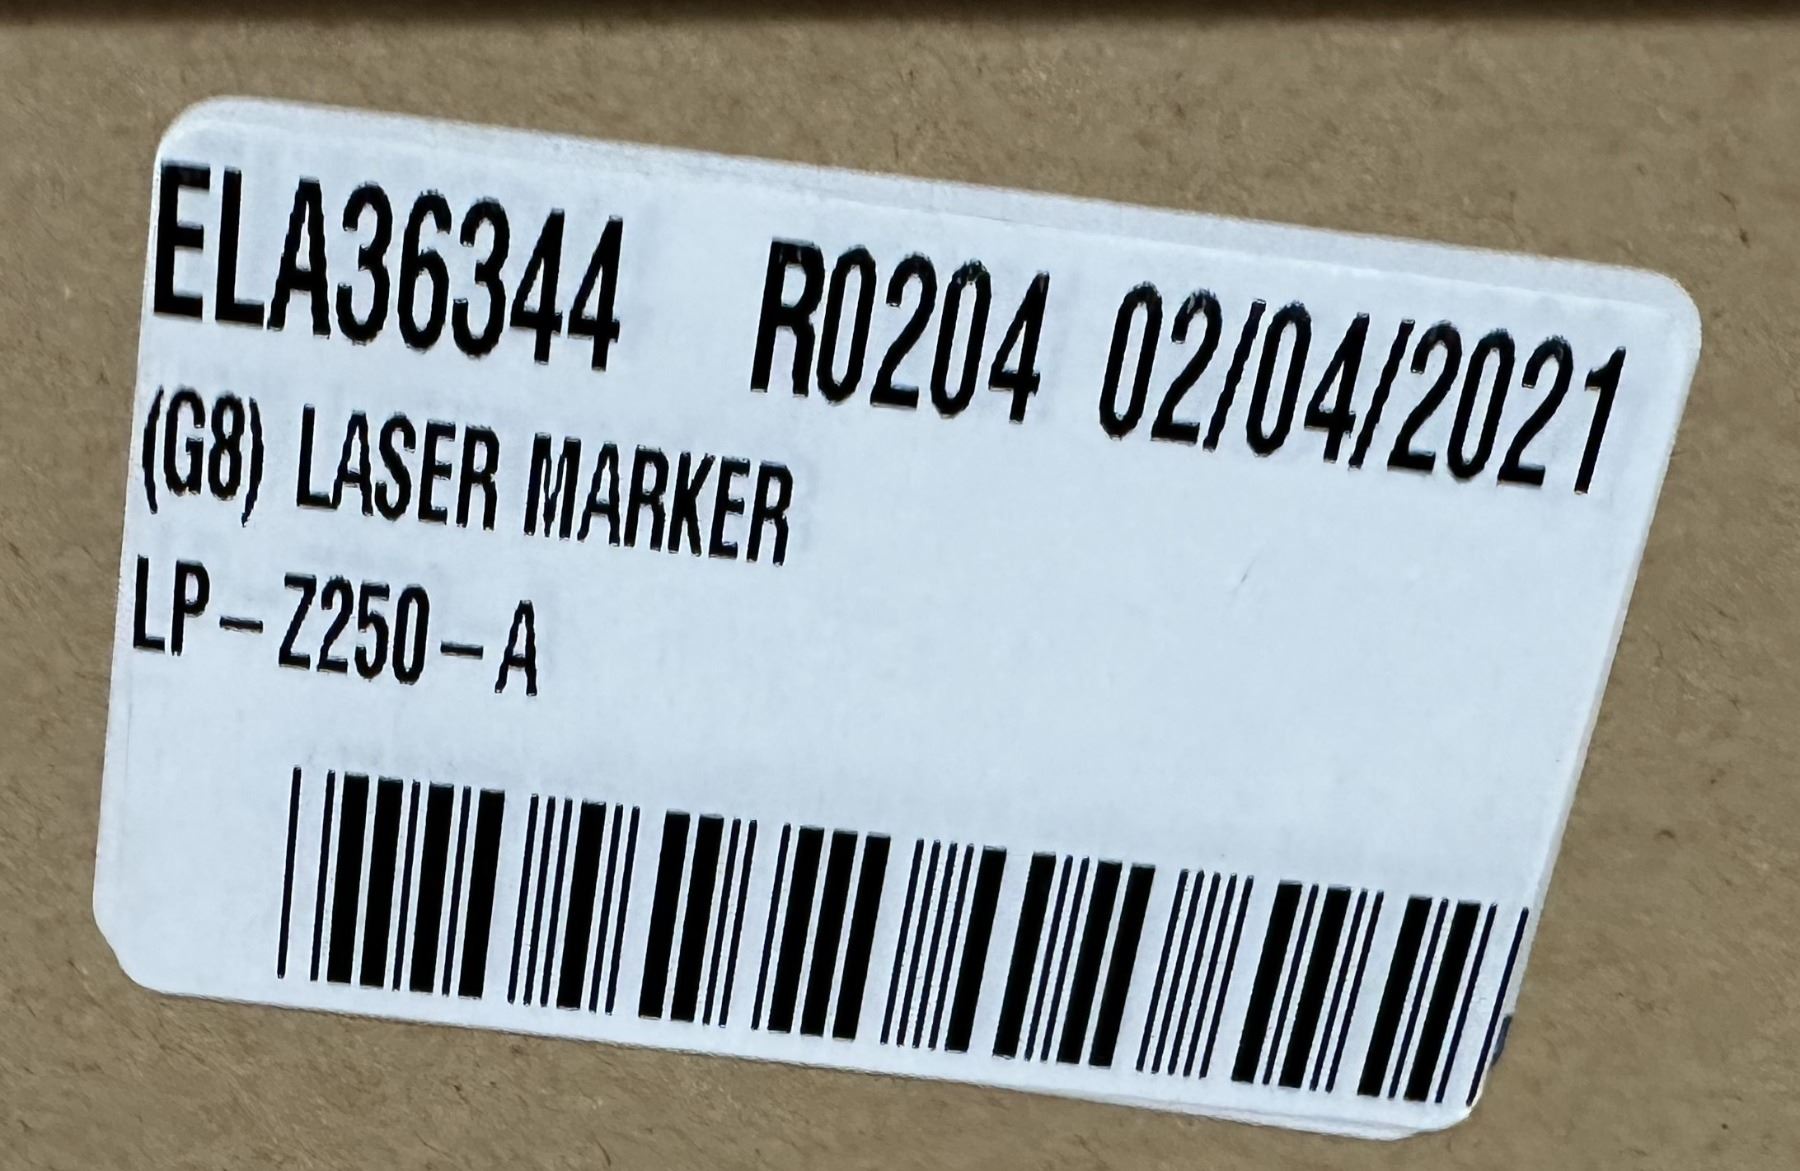 ELA36344 R0204 02/04/2021
(G8) LASER MARKER
LP-Z250-A